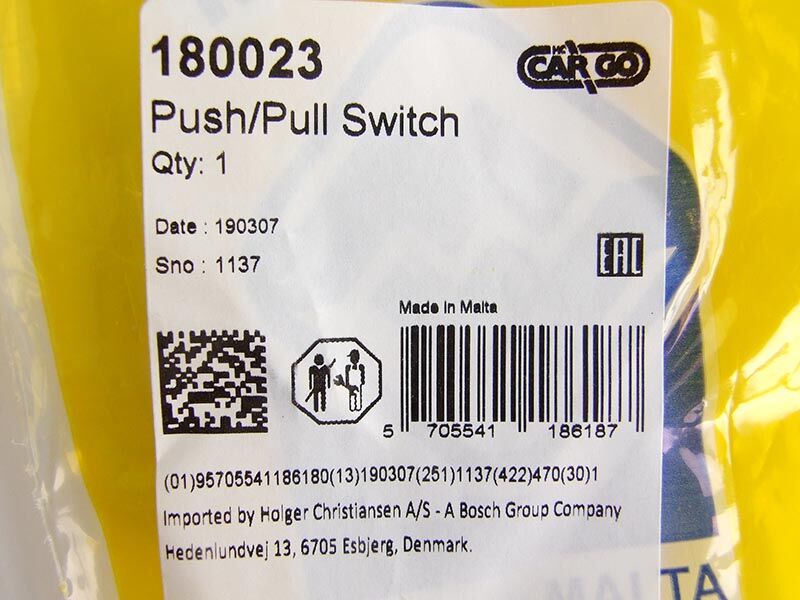 180023
HC
CARGO
Push/Pull Switch
Qty: 1
Date : 190307
Sno : 1137
EAC
Made in Malta
5 705541 186187
(01)95705541186180(13)190307(251)1137(422)470(30)1
Imported by Holger Christiansen A/S - A Bosch Group Company
Hedenlundvej 13, 6705 Esbjerg, Denmark.
MALTA